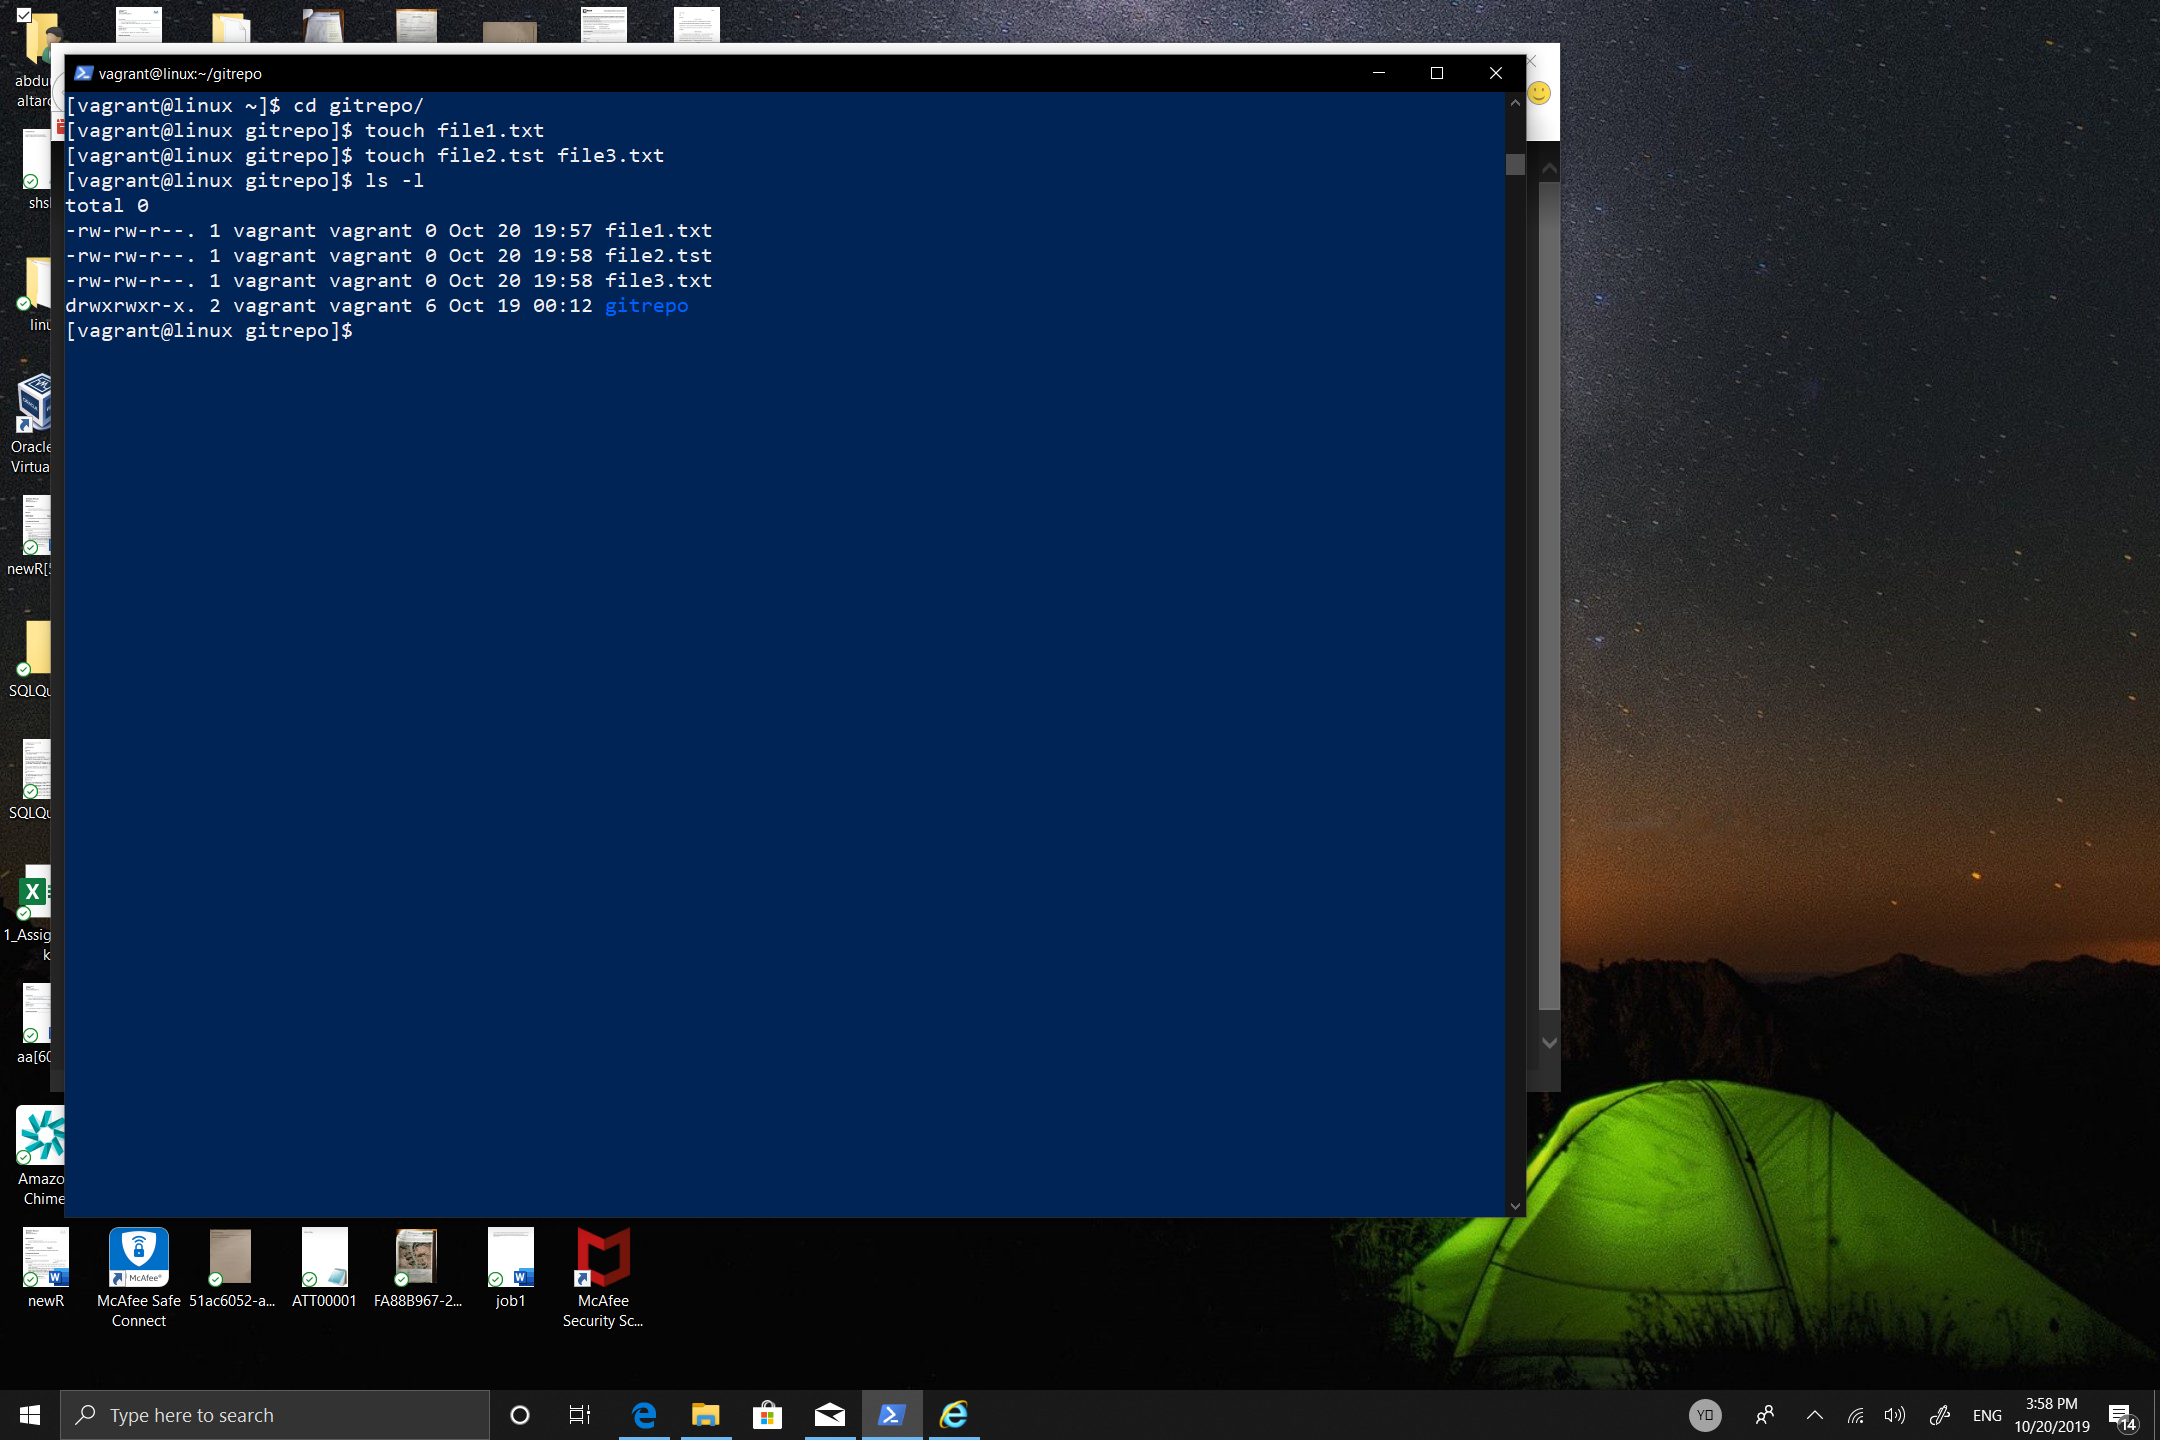 vagrant@linux:~/gitrepo
[vagrant@linux ~]$ cd gitrepo/
[vagrant@linux gitrepo]$ touch file1.txt
[vagrant@linux gitrepo]$ touch file2.tst file3.txt
[vagrant@linux gitrepo]$ ls -l
total 0
-rw-rw-r--. 1 vagrant vagrant 0 Oct 20 19:57 file1.txt
-rw-rw-r--. 1 vagrant vagrant 0 Oct 20 19:58 file2.tst
-rw-rw-r--. 1 vagrant vagrant 0 Oct 20 19:58 file3.txt
drwxrwxr-x. 2 vagrant vagrant 6 Oct 19 00:12 gitrepo
[vagrant@linux gitrepo]$
abdu
altaro
shsl
linu
Oracle
Virtua
newR[5
SQLQu
SQLQu
1_Assig
k
aa[60
Amazo
Chime
newR
McAfee Safe
Connect
51ac6052-a...
ATT00001
FA88B967-2...
job1
McAfee
Security Sc...
McAfee
Type here to search
ENG
3:58 PM
10/20/2019
14